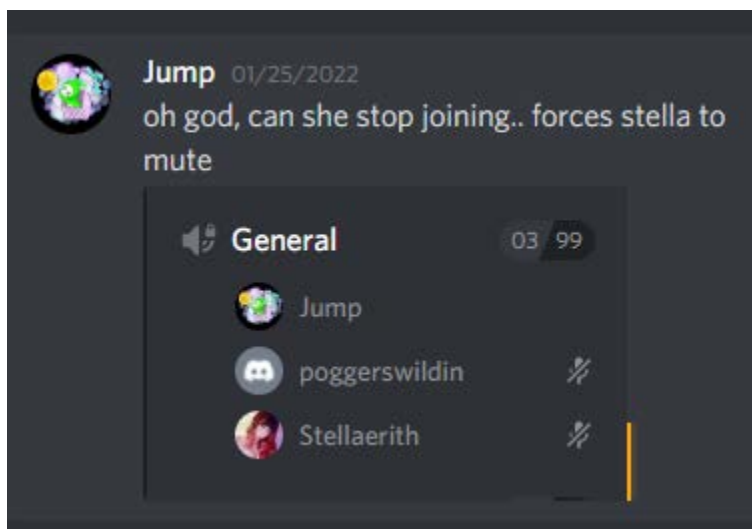 Jump 01/25/2022
oh god, can she stop joining.. forces stella to
mute
General 03 99
Jump
poggerswildin
Stellaerith